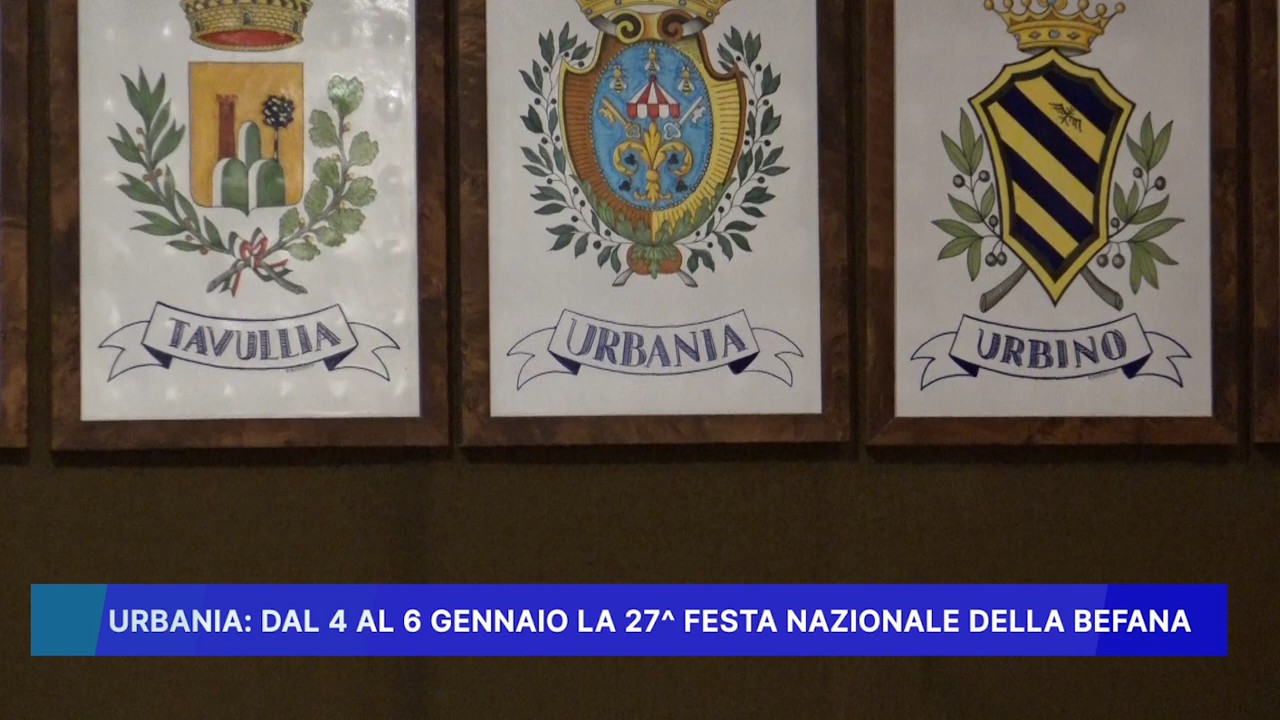 TAVULLIA
URBANIA
URBINO
URBANIA: DAL 4 AL 6 GENNAIO LA 27^ FESTA NAZIONALE DELLA BEFANA